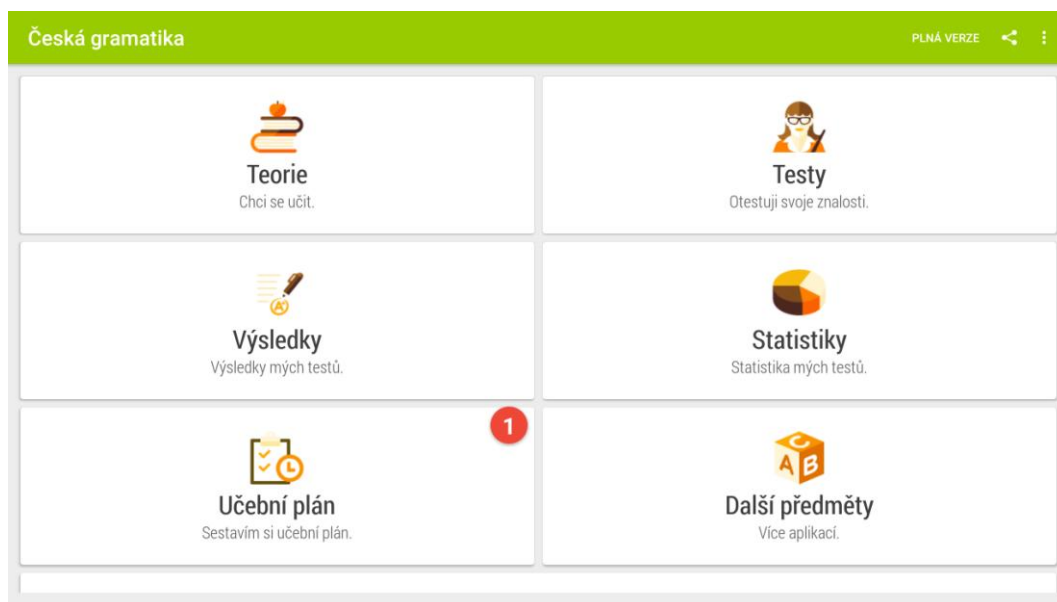 Česká gramatika
PLNÁ VERZE
Teorie
Chci se učit.
Testy
Otestuji svoje znalosti.
A+
Výsledky
Výsledky mých testů.
Statistiky
Statistika mých testů.
1
Učební plán
Sestavím si učební plán.
C
A B
Další předměty
Více aplikací.